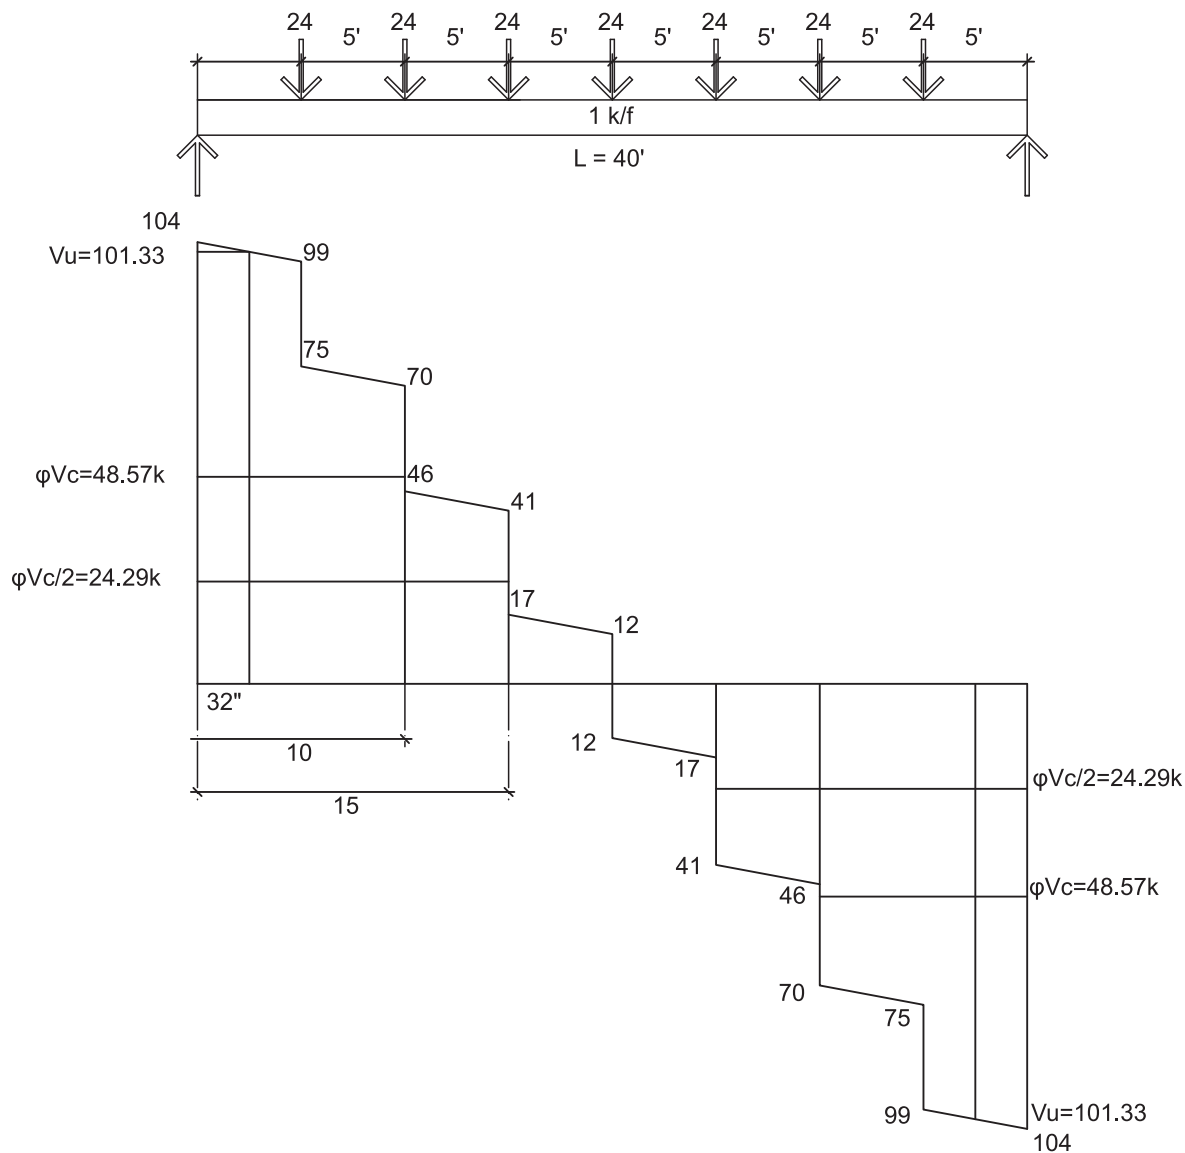 24 24 24 24 24 24 24
5' 5' 5' 5' 5' 5' 5'
1 k/f
L = 40'
104
Vu=101.33
99
75
70
φVc=48.57k
46
41
φVc/2=24.29k
17
12
32"
10
12
17
15
φVc/2=24.29k
41
46
φVc=48.57k
70
75
99
Vu=101.33
104